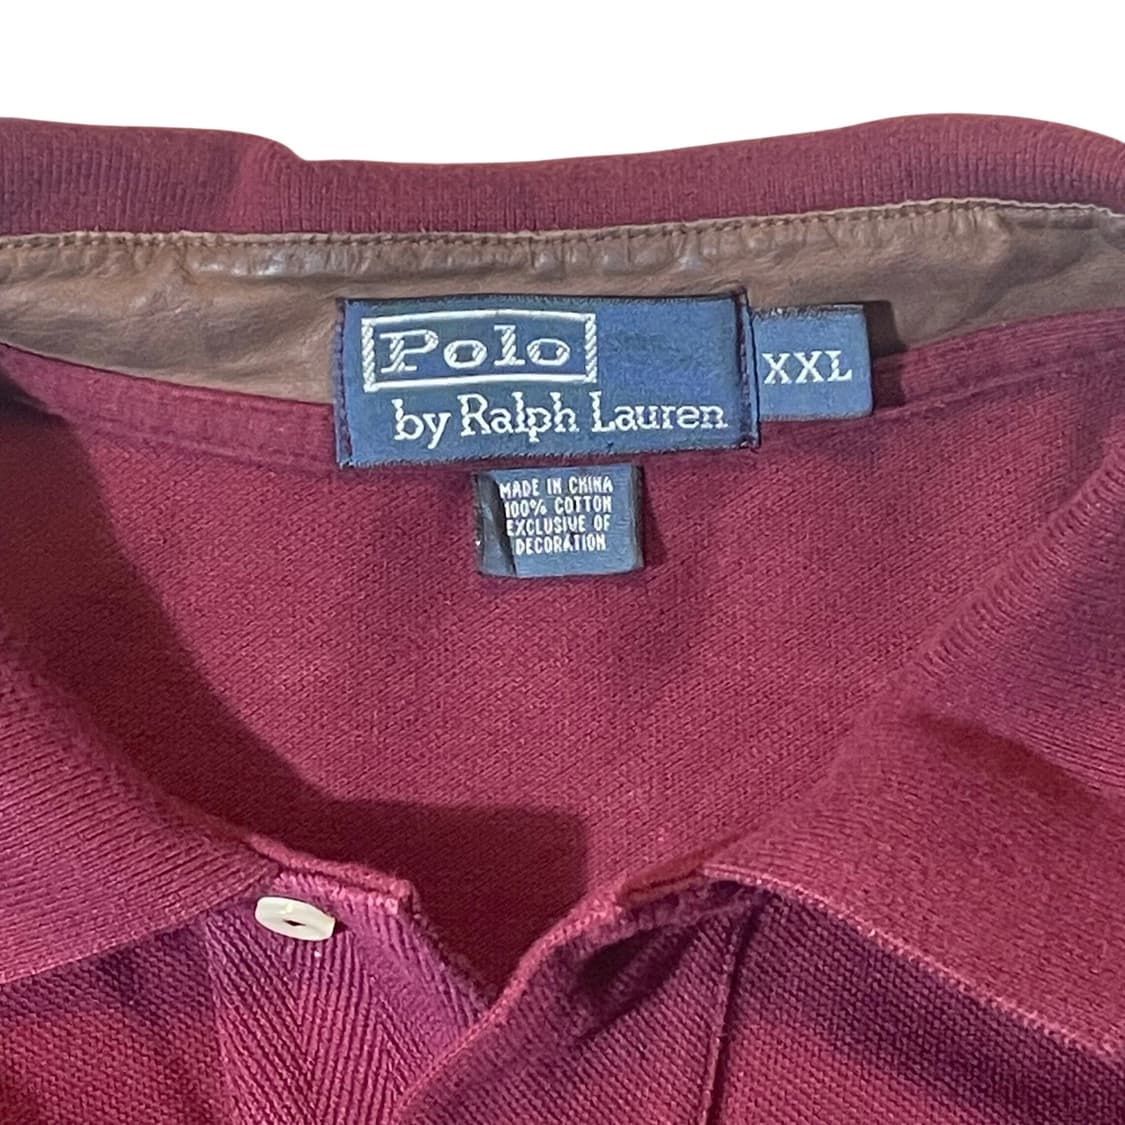 Polo
by Ralph Lauren
XXL
MADE IN CHINA
100% COTTON
EXCLUSIVE OF
DECORATION